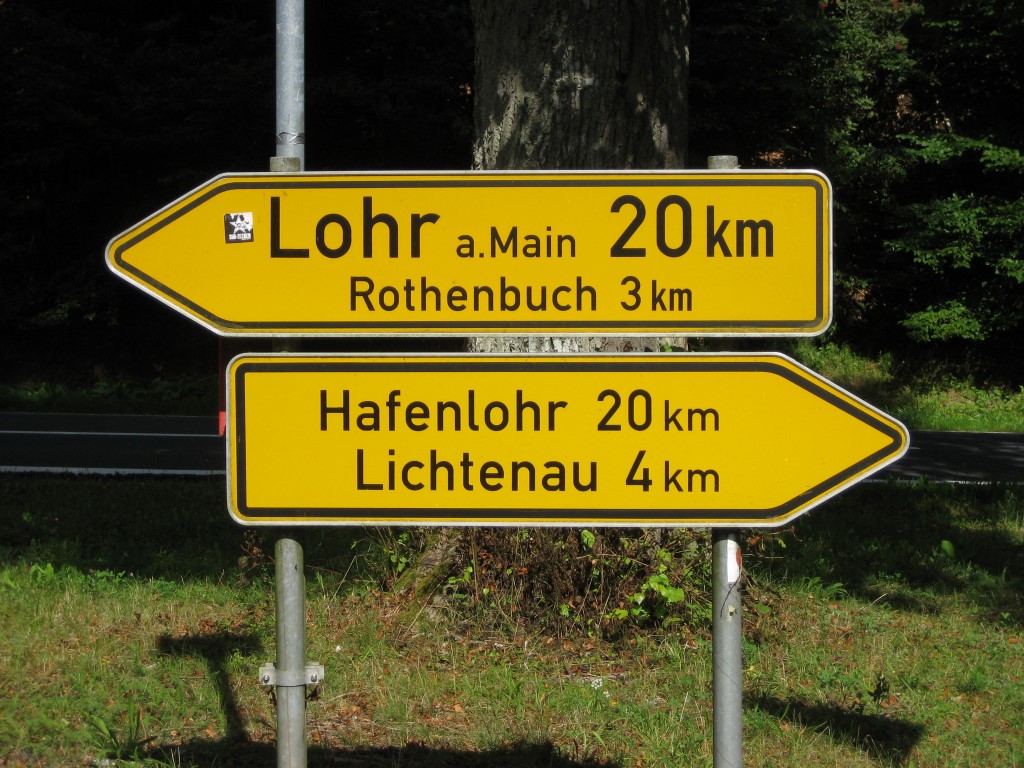 Lohr a.Main 20 km
Rothenbuch 3 km
Hafenlohr 20 km
Lichtenau 4 km